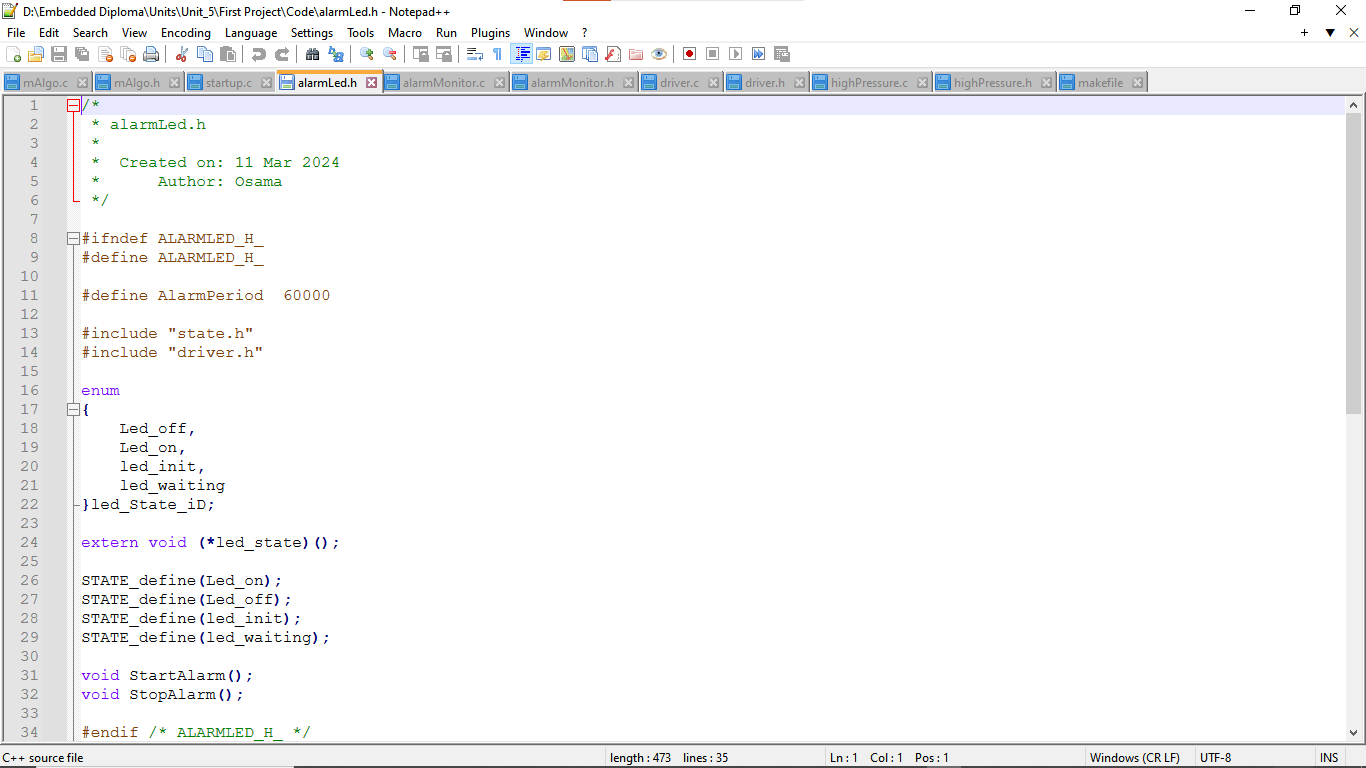 D:\Embedded Diploma\Units\Unit_5\First Project\Code\alarmLed.h - Notepad++
File Edit Search View Encoding Language Settings Tools Macro Run Plugins Window ?
mAlgo.c mAlgo.h startup.c alarmLed.h alarmMonitor.c alarmMonitor.h driver.c driver.h highPressure.c highPressure.h makefile
1 /*
2  * alarmLed.h
3  *
4  *  Created on: 11 Mar 2024
5  *      Author: Osama
6  */
7
8 #ifndef ALARMLED_H_
9 #define ALARMLED_H_
10
11 #define AlarmPeriod  60000
12
13 #include "state.h"
14 #include "driver.h"
15
16 enum
17 {
18     Led_off,
19     Led_on,
20     led_init,
21     led_waiting
22 }led_State_iD;
23
24 extern void (*led_state)();
25
26 STATE_define(Led_on);
27 STATE_define(Led_off);
28 STATE_define(led_init);
29 STATE_define(led_waiting);
30
31 void StartAlarm();
32 void StopAlarm();
33
34 #endif /* ALARMLED_H_ */
C++ source file length : 473 lines : 35 Ln : 1 Col : 1 Pos : 1 Windows (CR LF) UTF-8 INS